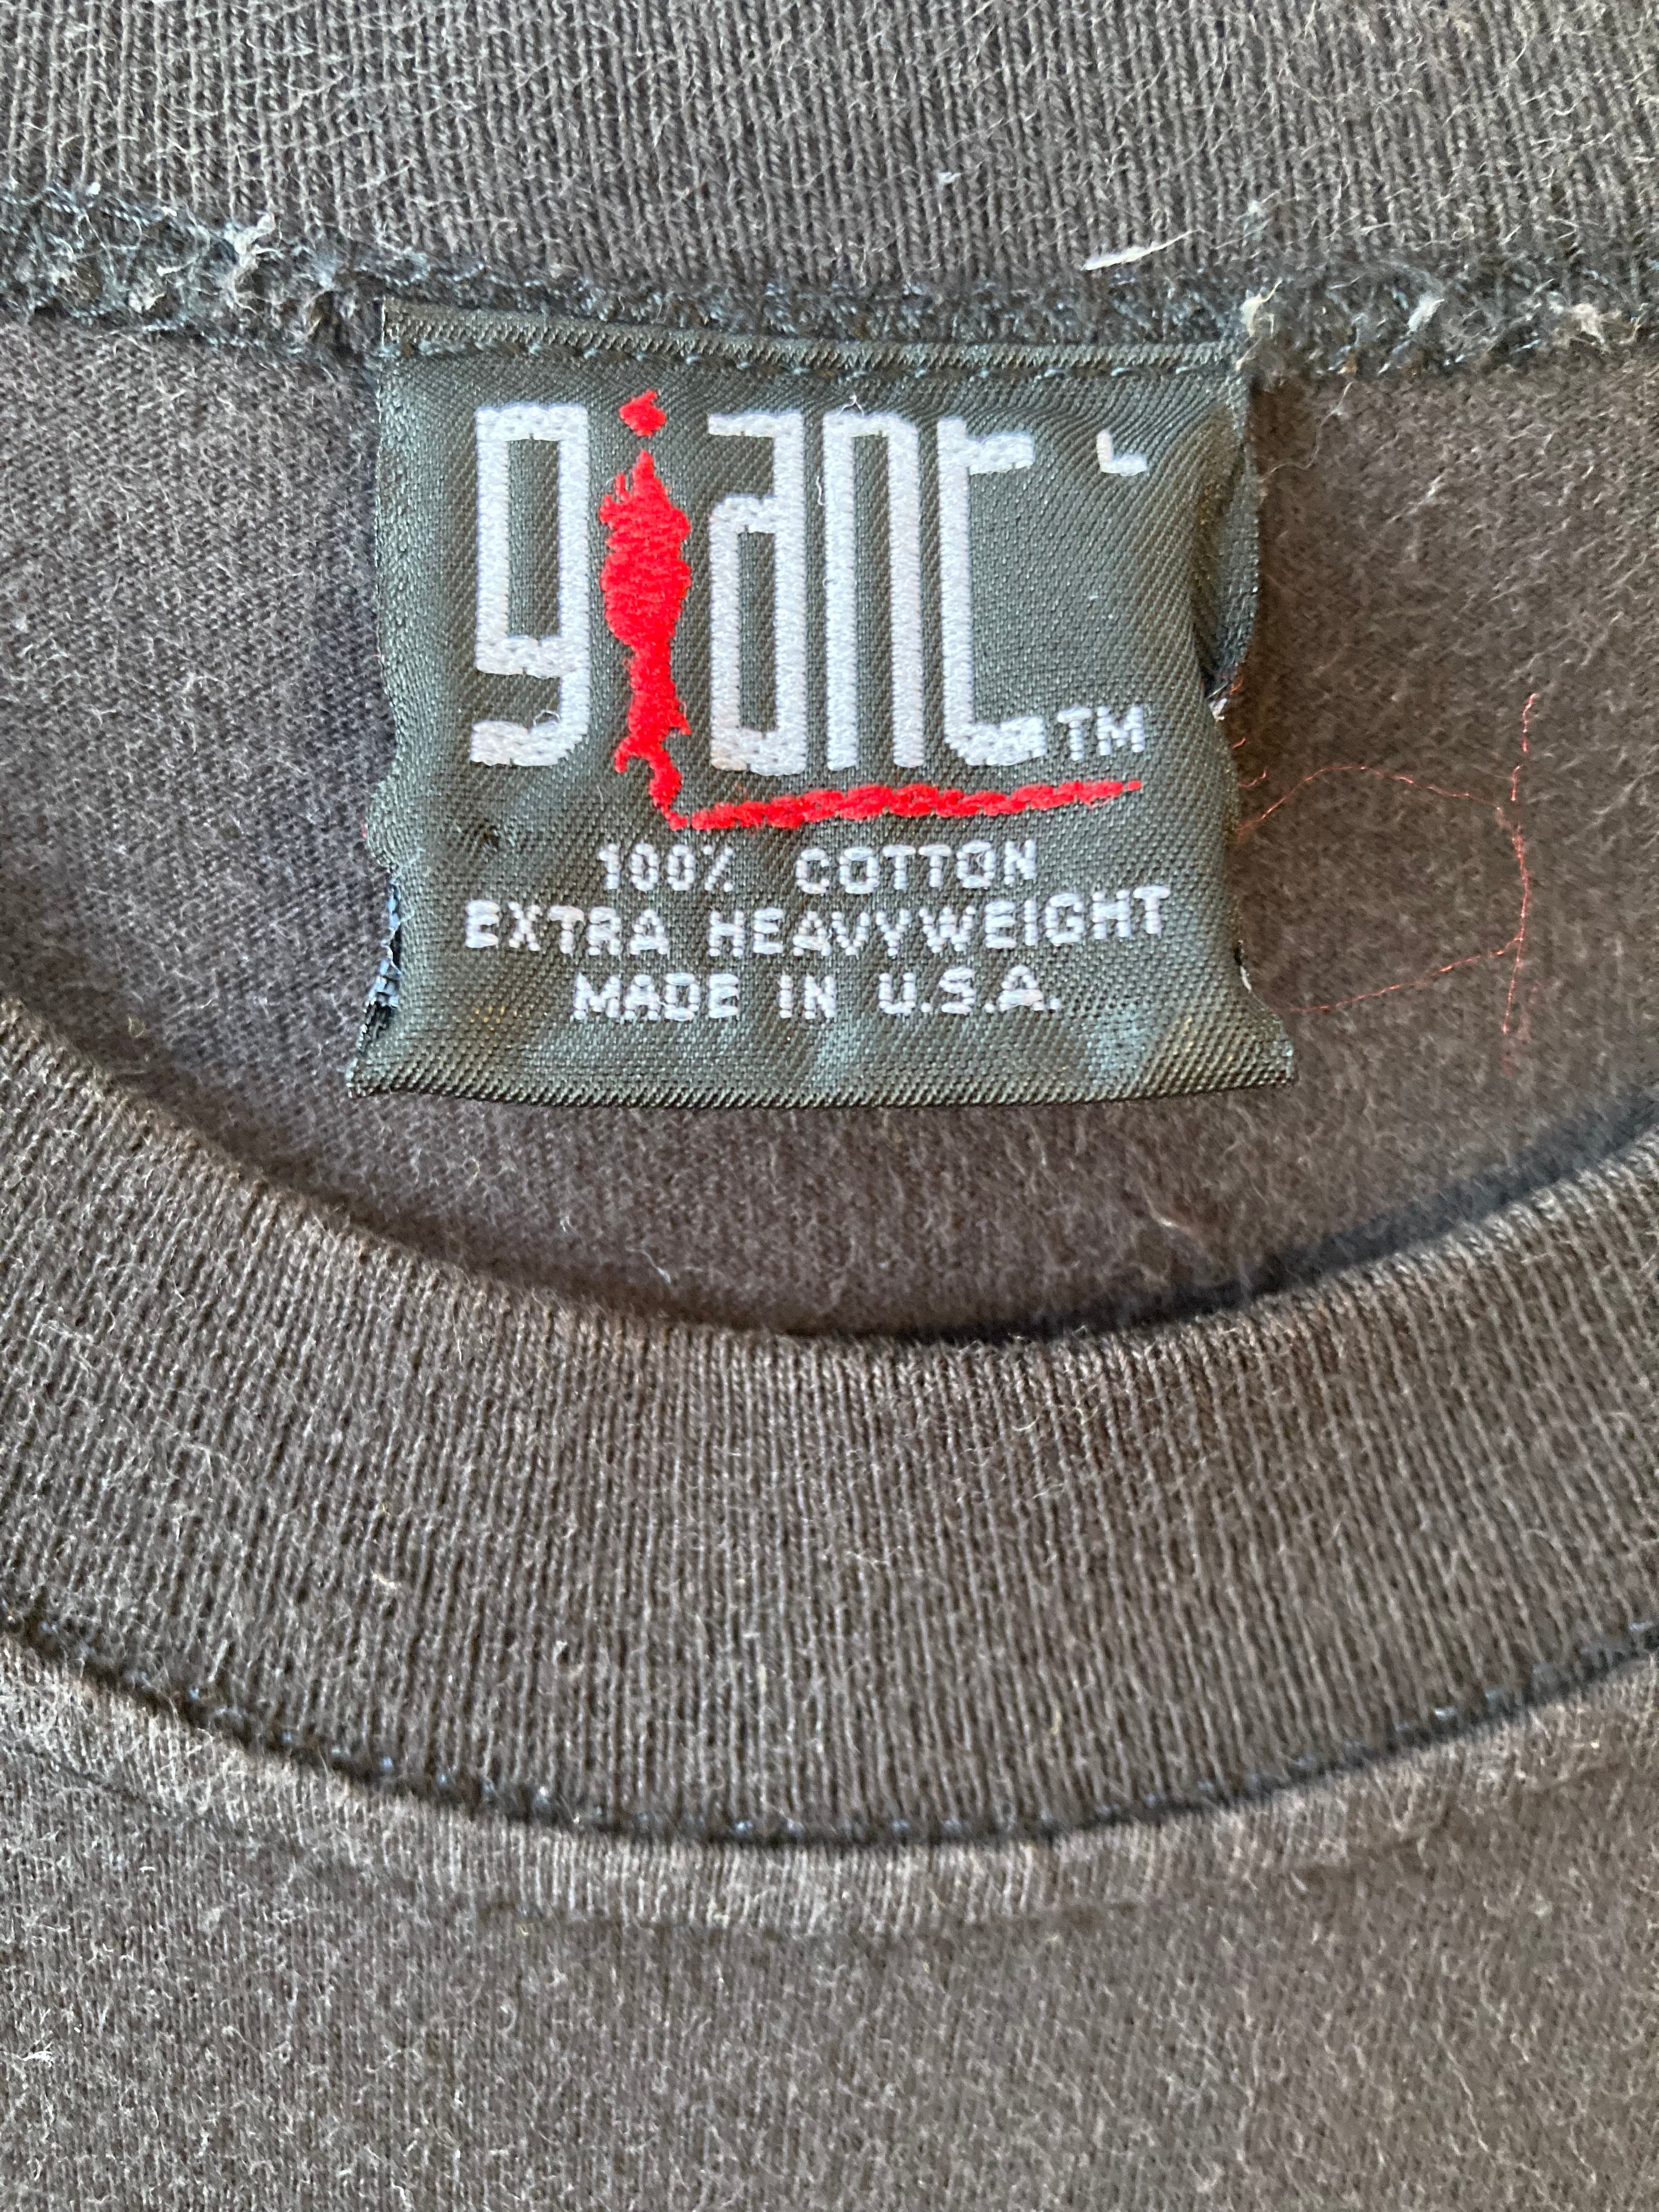 giant L
TM
100% COTTON
EXTRA HEAVYWEIGHT
MADE IN U.S.A.